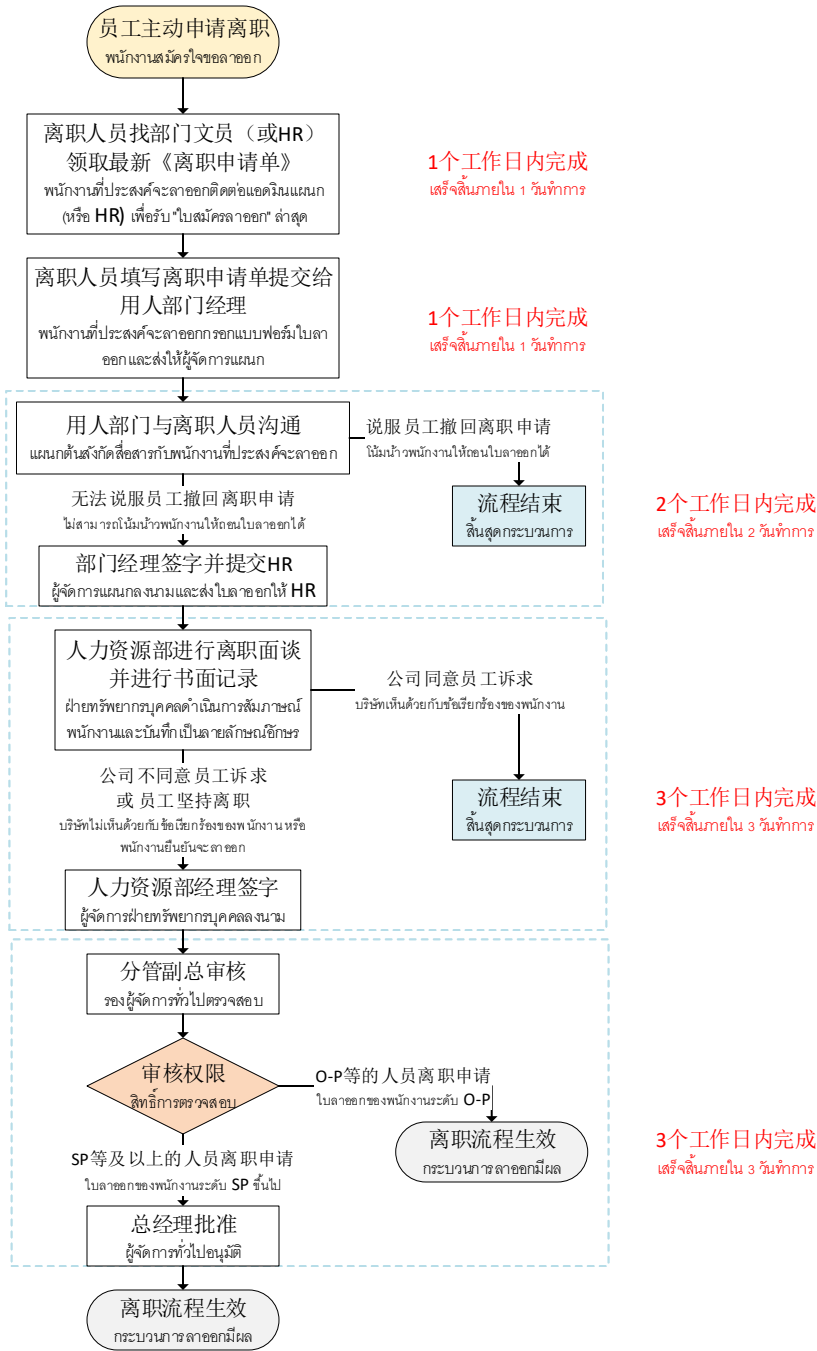 员工主动申请离职
พนักงานสมัครใจขอลาออก
离职人员找部门文员（或HR）
领取最新《离职申请单》
พนักงานที่ประสงค์จะลาออกติดต่อแอดมินแผนก
(หรือ HR) เพื่อรับ "ใบสมัครลาออก" ล่าสุด
1个工作日内完成
เสร็จสิ้นภายใน 1 วันทำการ
离职人员填写离职申请单提交给
用人部门经理
พนักงานที่ประสงค์จะลาออกกรอกแบบฟอร์มใบลา
ออกและส่งให้ผู้จัดการแผนก
1个工作日内完成
เสร็จสิ้นภายใน 1 วันทำการ
用人部门与离职人员沟通
แผนกต้นสังกัดสื่อสารกับพนักงานที่ประสงค์จะลาออก
说服员工撤回离职申请
โน้มน้าวพนักงานให้ถอนใบลาออกได้
无法说服员工撤回离职申请
ไม่สามารถโน้มน้าวพนักงานให้ถอนใบลาออกได้
流程结束
สิ้นสุดกระบวนการ
2个工作日内完成
เสร็จสิ้นภายใน 2 วันทำการ
部门经理签字并提交HR
ผู้จัดการแผนกลงนามและส่งใบลาออกให้ HR
人力资源部进行离职面谈
并进行书面记录
ฝ่ายทรัพยากรบุคคลดำเนินการสัมภาษณ์
พนักงานและบันทึกเป็นลายลักษณ์อักษร
公司同意员工诉求
บริษัทเห็นด้วยกับข้อเรียกร้องของพนักงาน
公司不同意员工诉求
或员工坚持离职
บริษัทไม่เห็นด้วยกับข้อเรียกร้องของพนักงาน หรือ
พนักงานยืนยันจะลาออก
流程结束
สิ้นสุดกระบวนการ
3个工作日内完成
เสร็จสิ้นภายใน 3 วันทำการ
人力资源部经理签字
ผู้จัดการฝ่ายทรัพยากรบุคคลลงนาม
分管副总审核
รองผู้จัดการทั่วไปตรวจสอบ
审核权限
สิทธิ์การตรวจสอบ
O-P等的人员离职申请
ใบลาออกของพนักงานระดับ O-P
离职流程生效
กระบวนการลาออกมีผล
3个工作日内完成
เสร็จสิ้นภายใน 3 วันทำการ
SP等及以上的人员离职申请
ใบลาออกของพนักงานระดับ SP ขึ้นไป
总经理批准
ผู้จัดการทั่วไปอนุมัติ
离职流程生效
กระบวนการลาออกมีผล